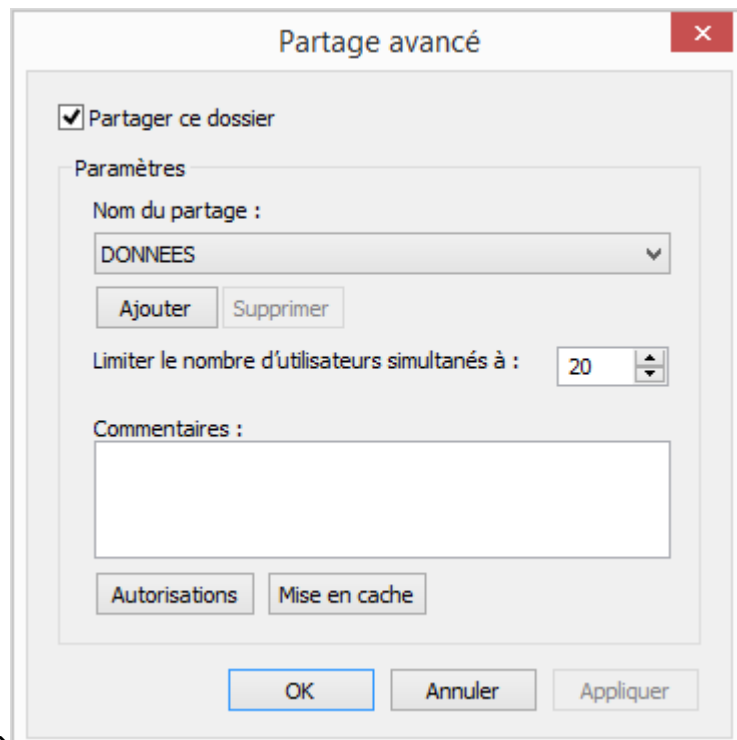 Partage avancé
Partager ce dossier
Paramètres
Nom du partage :
DONNEES
Ajouter Supprimer
Limiter le nombre d'utilisateurs simultanés à : 20
Commentaires :
Autorisations Mise en cache
OK Annuler Appliquer